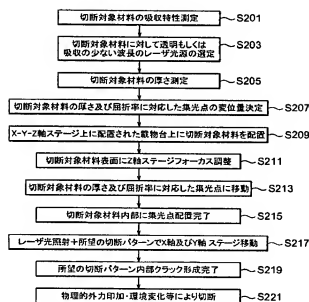 切断対象材料の吸収特性測定
S201
切断対象材料に対して透明もしくは
吸収の少ない波長のレーザ光源の選定
S203
切断対象材料の厚さ測定
S205
切断対象材料の厚さ及び屈折率に対応した集光点の変位量決定
S207
X-Y-Z軸ステージ上に配置された載物台上に切断対象材料を配置
S209
切断対象材料表面にZ軸ステージフォーカス調整
S211
切断対象材料の厚さ及び屈折率に対応した集光点に移動
S213
切断対象材料内部に集光点配置完了
S215
レーザ光照射+所望の切断パターンでX軸及びY軸 ステージ移動
S217
所望の切断パターン内部クラック形成完了
S219
物理的外力印加・環境変化等により切断
S221